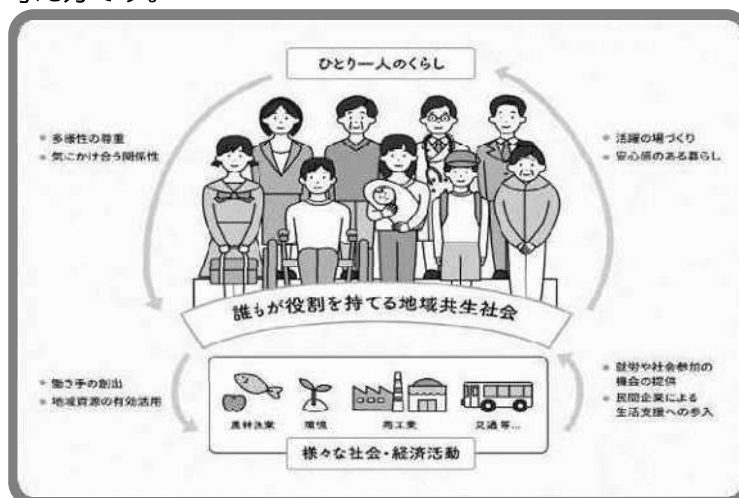 え方です。
ひとり一人のくらし
多様性の尊重
気にかけ合う関係性
活躍の場づくり
安心感のある暮らし
誰もが役割を持てる地域共生社会
働き手の創出
地域資源の有効活用
就労や社会参加の
機会の提供
民間企業による
生活支援への参入
農林漁業
環境
商工業
交通 等…
様々な社会・経済活動